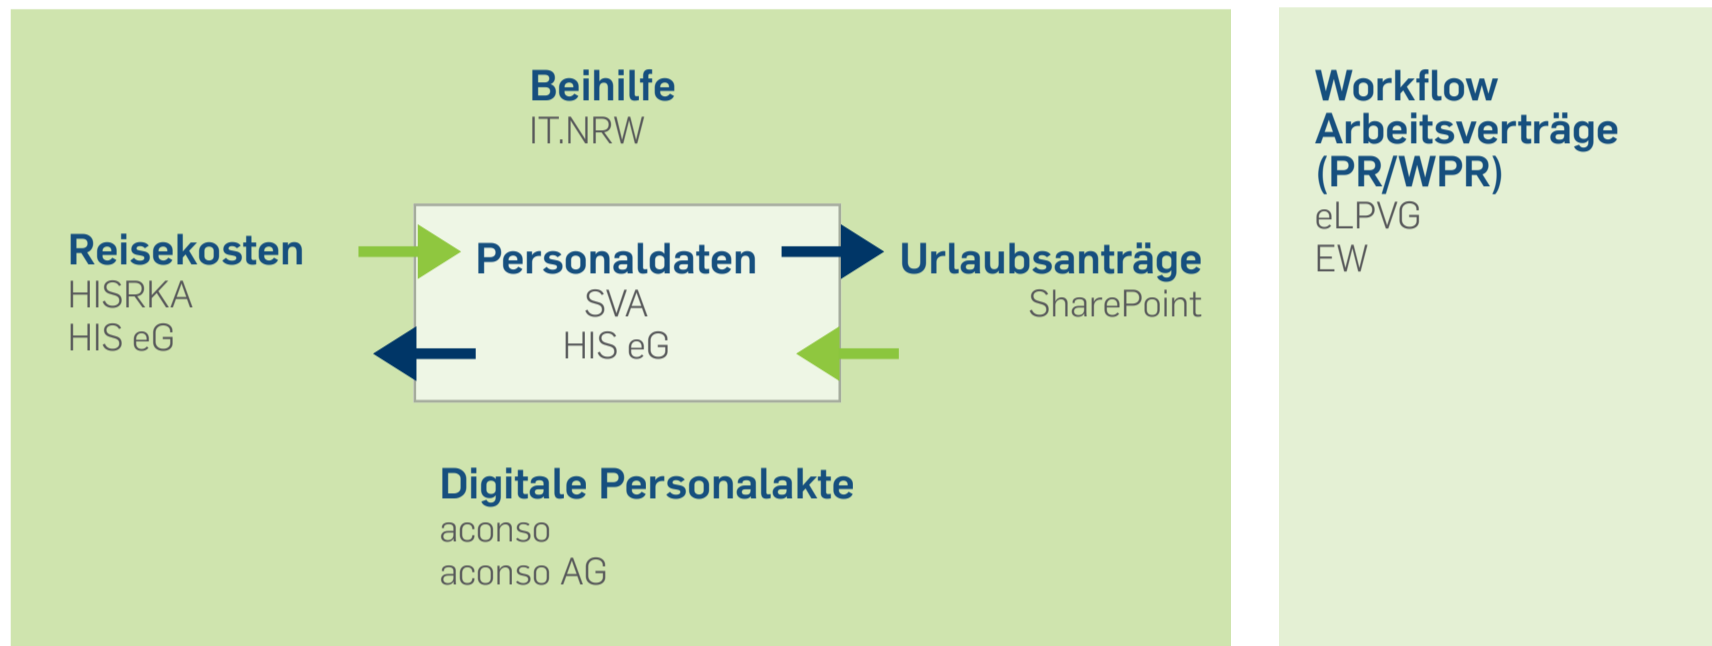 Beihilfe
IT.NRW
Reisekosten
HISRKA
HIS eG
Personaldaten
SVA
HIS eG
Urlaubsanträge
SharePoint
Digitale Personalakte
aconso
aconso AG
Workflow
Arbeitsverträge
(PR/WPR)
eLPVG
EW